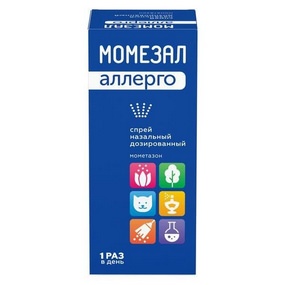 МОМЕЗАЛ
аллерго
спрей
назальный
дозированный
мометазон
1 РАЗ
в день